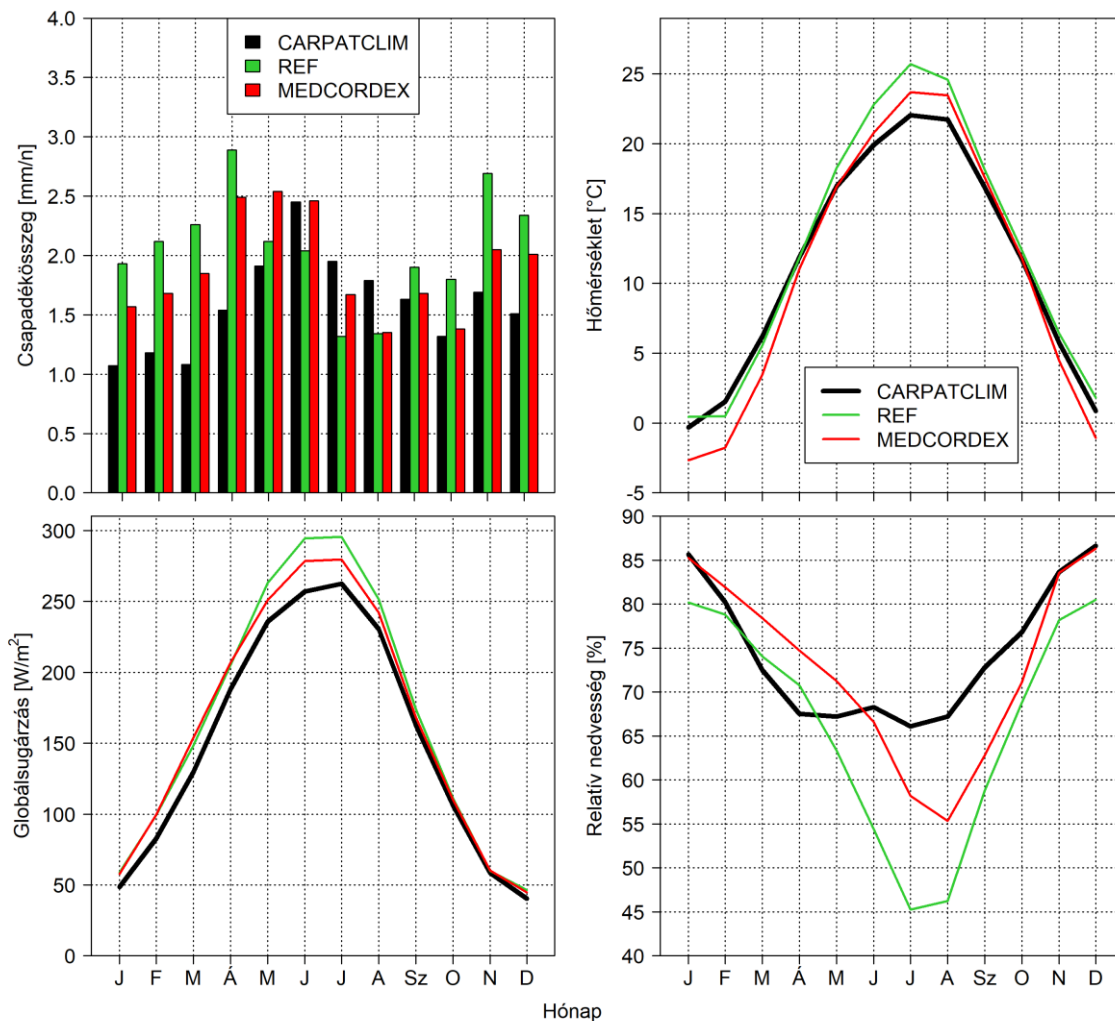 Csapadékösszeg [mm/n]
4.0
3.5
3.0
2.5
2.0
1.5
1.0
0.5
0.0
CARPATCLIM
REF
MEDCORDEX
Hőmérséklet [°C]
25
20
15
10
5
0
-5
CARPATCLIM
REF
MEDCORDEX
Globálsugárzás [W/m²]
300
250
200
150
100
50
0
J F M Á M J J A Sz O N D
Relatív nedvesség [%]
90
85
80
75
70
65
60
55
50
45
40
J F M Á M J J A Sz O N D
Hónap